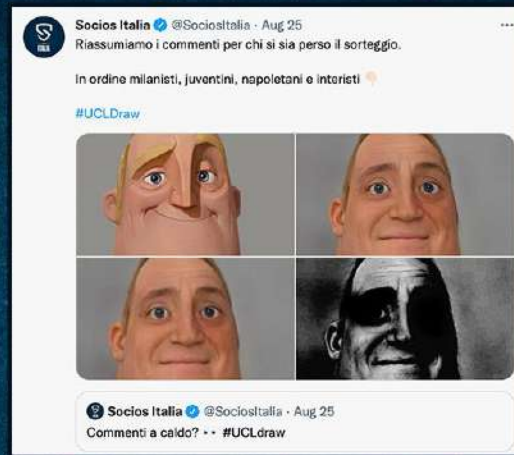 Socios Italia @SociosItalia · Aug 25
Riassumiamo i commenti per chi si sia perso il sorteggio.
In ordine milanisti, juventini, napoletani e interisti 👇🏻
#UCLDraw
Socios Italia @SociosItalia · Aug 25
Commenti a caldo? 👀 #UCLdraw